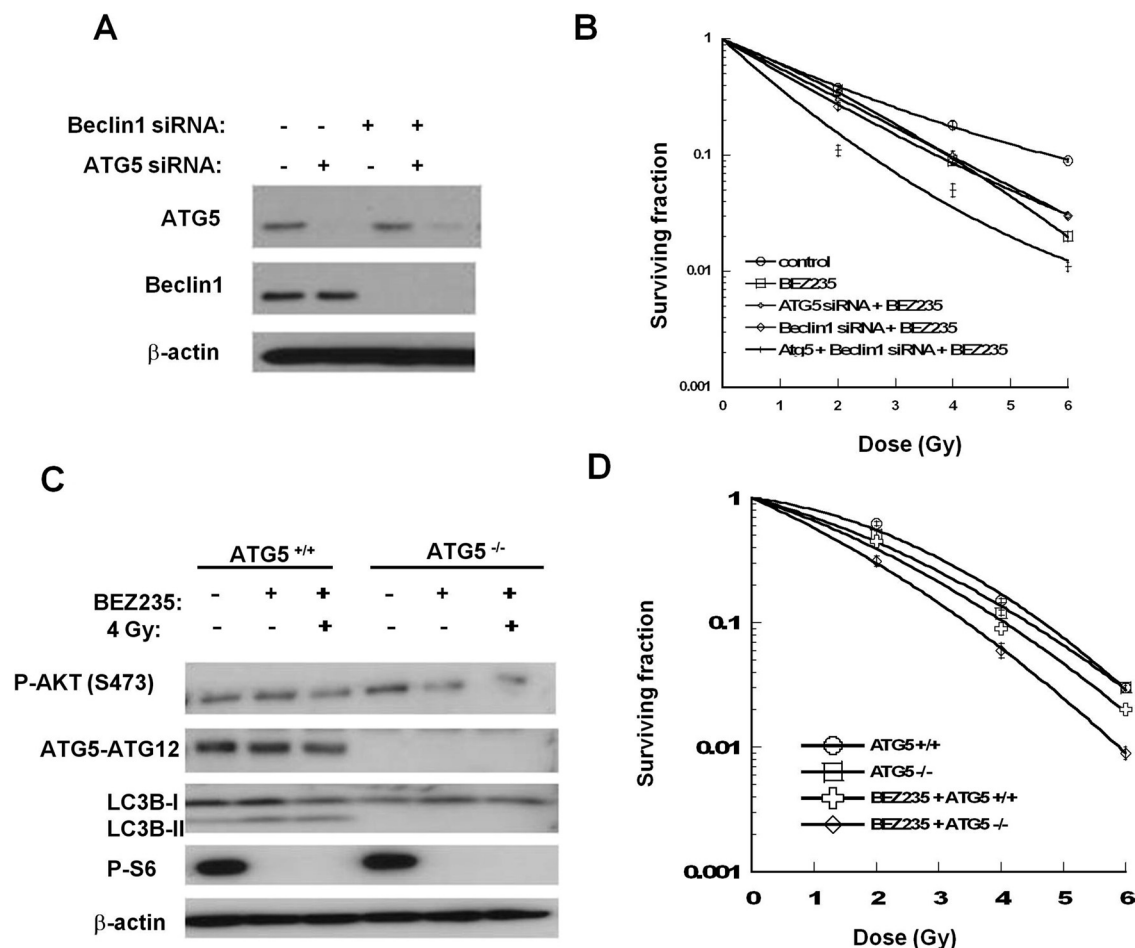 A
Beclin1 siRNA: - - + +
ATG5 siRNA: - + - +
ATG5
Beclin1
β-actin
B
Surviving fraction
1
0.1
0.01
0.001
control
BEZ235
ATG5 siRNA + BEZ235
Beclin1 siRNA + BEZ235
Atg5 + Beclin1 siRNA + BEZ235
0 1 2 3 4 5 6
Dose (Gy)
C
ATG5 +/+ ATG5 -/-
BEZ235: - + + - + +
4 Gy: - - + - - +
P-AKT (S473)
ATG5-ATG12
LC3B-I
LC3B-II
P-S6
β-actin
D
Surviving fraction
1
0.1
0.01
0.001
ATG5 +/+
ATG5 -/-
BEZ235 + ATG5 +/+
BEZ235 + ATG5 -/-
0 1 2 3 4 5 6
Dose (Gy)